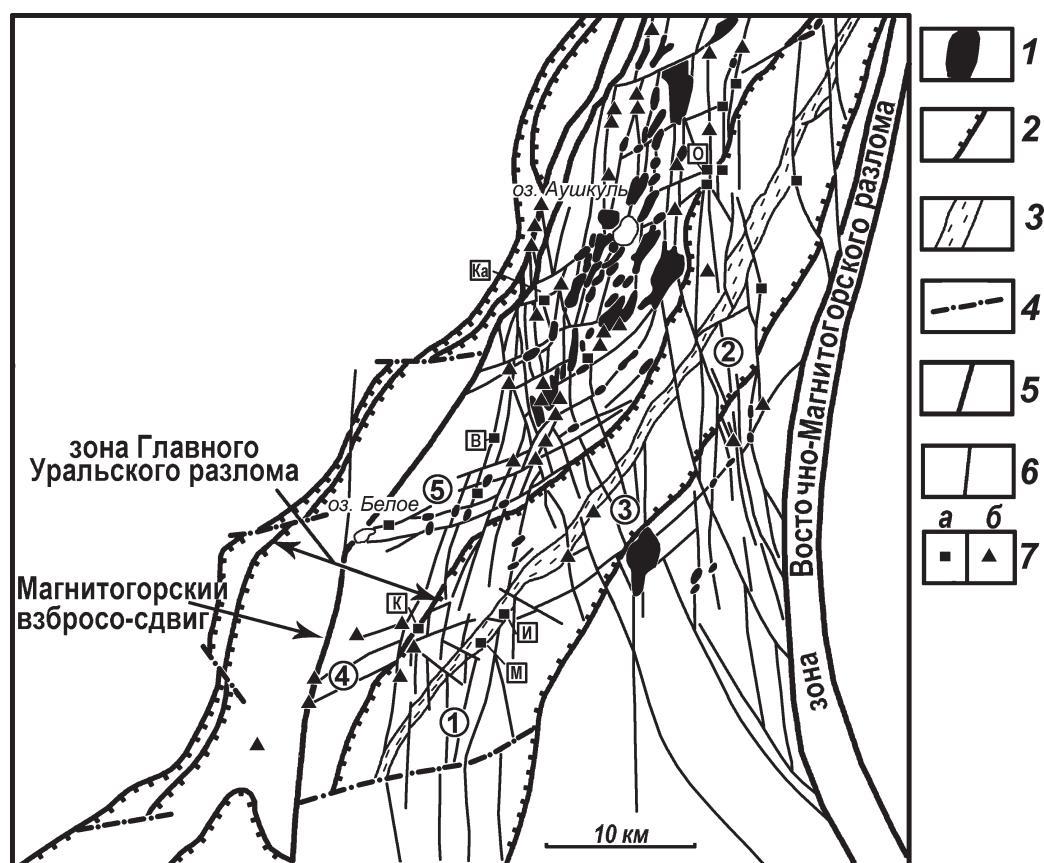 1
2
3
4
5
6
а б
7
О
оз. Аушкуль
Ка
2
В
зона Главного
Уральского разлома
5
оз. Белое
3
Магнитогорский
взбросо-сдвиг
К
И
М
4
1
Восточно-Магнитогорского разлома
зона
10 км